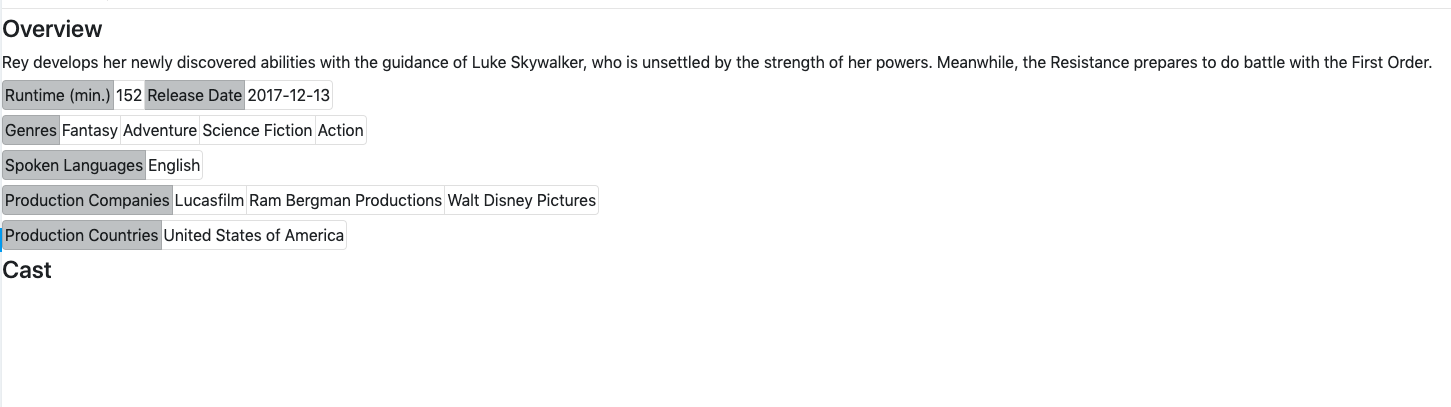 Overview
Rey develops her newly discovered abilities with the guidance of Luke Skywalker, who is unsettled by the strength of her powers. Meanwhile, the Resistance prepares to do battle with the First Order.
Runtime (min.) 152 Release Date 2017-12-13
Genres Fantasy Adventure Science Fiction Action
Spoken Languages English
Production Companies Lucasfilm Ram Bergman Productions Walt Disney Pictures
Production Countries United States of America
Cast